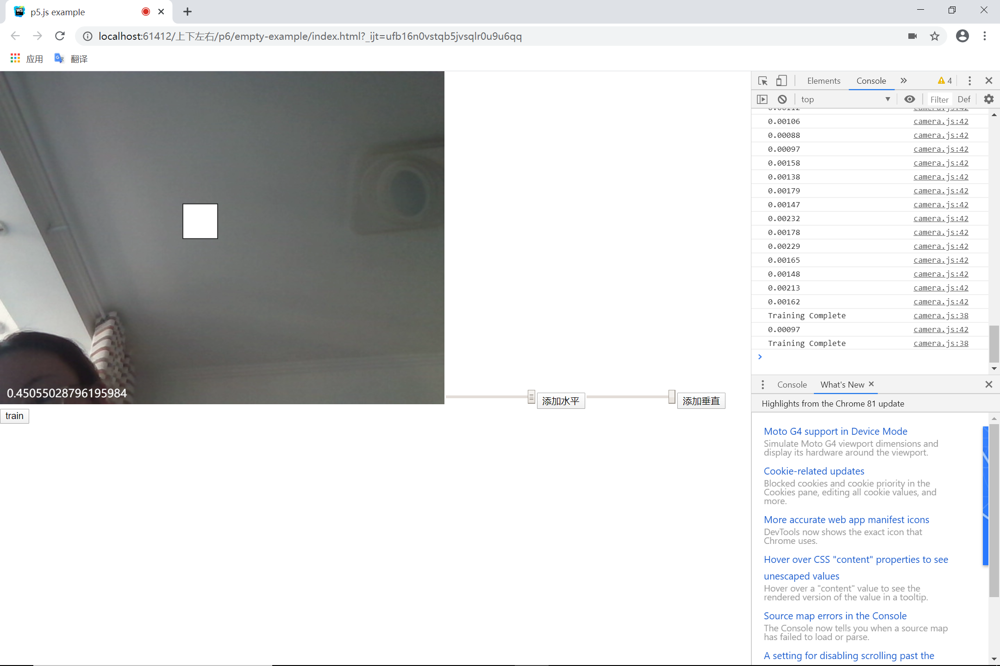 p5.js example
localhost:61412/上下左右/p6/empty-example/index.html?_ijt=ufb16n0vstqb5jvsqlr0u9u6qq
应用 翻译
Elements Console 4
top Filter Def
camera.js:42
0.00106 camera.js:42
0.00088 camera.js:42
0.00097 camera.js:42
0.00158 camera.js:42
0.00138 camera.js:42
0.00179 camera.js:42
0.00147 camera.js:42
0.00232 camera.js:42
0.00178 camera.js:42
0.00229 camera.js:42
0.00165 camera.js:42
0.00148 camera.js:42
0.00213 camera.js:42
0.00162 camera.js:42
Training Complete camera.js:38
0.00097 camera.js:42
Training Complete camera.js:38
0.45055028796195984
添加水平 添加垂直
train
Console What's New
Highlights from the Chrome 81 update
Moto G4 support in Device Mode
Simulate Moto G4 viewport dimensions and
display its hardware around the viewport.
Cookie-related updates
Blocked cookies and cookie priority in the
Cookies pane, editing all cookie values, and
more.
More accurate web app manifest icons
DevTools now shows the exact icon that
Chrome uses.
Hover over CSS "content" properties to see
unescaped values
Hover over a "content" value to see the
rendered version of the value in a tooltip.
Source map errors in the Console
The Console now tells you when a source map
has failed to load or parse.
A setting for disabling scrolling past the